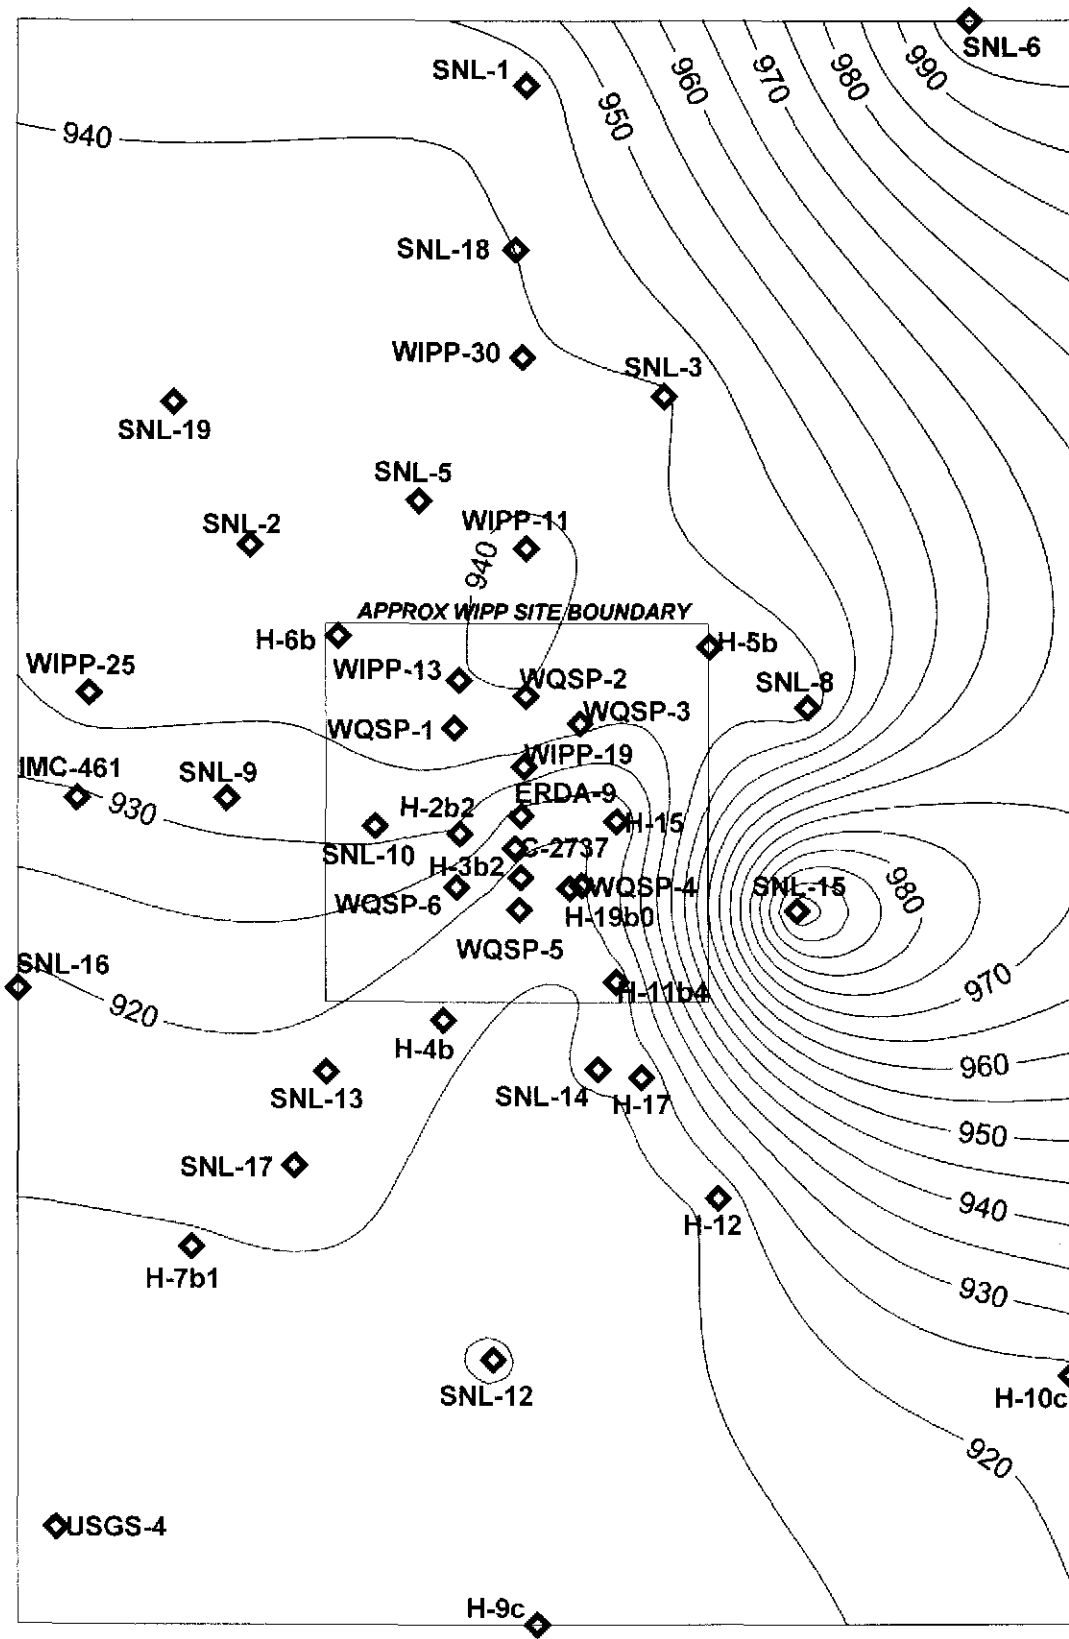 SNL-6
SNL-1
960
970
980
990
950
940
SNL-18
WIPP-30
SNL-3
SNL-19
SNL-5
SNL-2
WIPP-11
940
APPROX WIPP SITE BOUNDARY
H-6b
H-5b
WIPP-25
WIPP-13
WQSP-2
SNL-8
WQSP-3
WQSP-1
WIPP-19
IMC-461
SNL-9
930
ERDA-9
H-2b2
H-15
SNL-10
C-2737
H-3b2
WQSP-4
SNL-15
980
WQSP-6
H-19b0
WQSP-5
SNL-16
970
H-11b4
920
H-4b
960
SNL-13
SNL-14
H-17
950
SNL-17
940
H-12
H-7b1
930
SNL-12
H-10c
920
USGS-4
H-9c